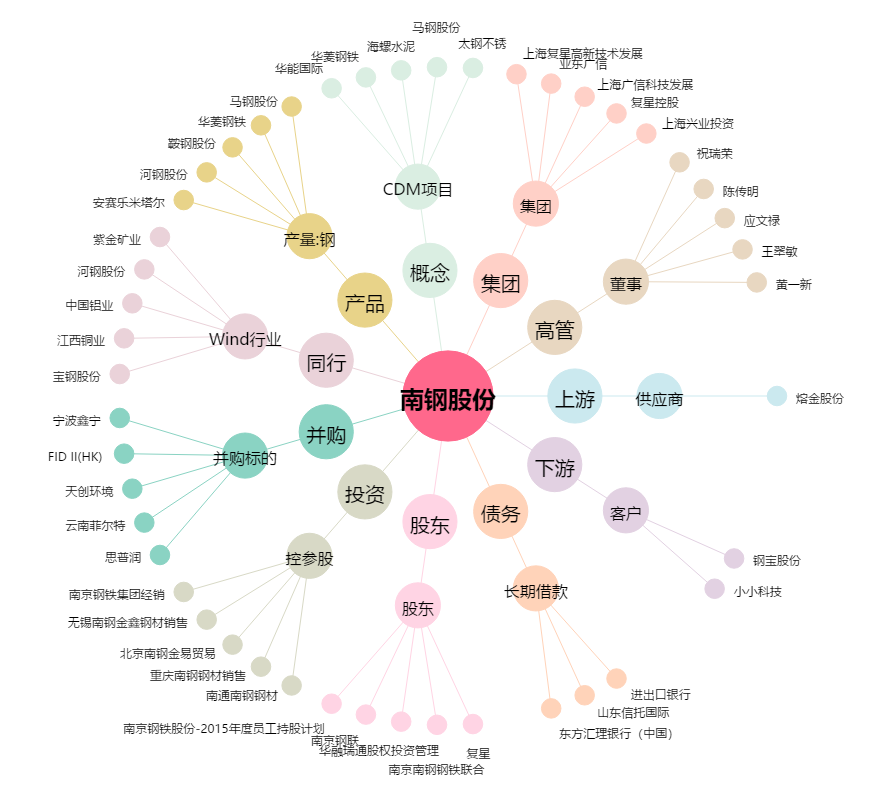 南钢股份
概念
CDM项目
华能国际
华菱钢铁
海螺水泥
马钢股份
太钢不锈
集团
集团
上海复星高新技术发展
亚东广信
上海广信科技发展
复星控股
上海兴业投资
高管
董事
祝瑞荣
陈传明
应文禄
王翠敏
黄一新
上游
供应商
熔金股份
下游
客户
钢宝股份
小小科技
债务
长期借款
进出口银行
山东信托国际
东方汇理银行（中国）
股东
股东
复星
南京南钢钢铁联合
华融瑞通股权投资管理
南京钢联
南京钢铁股份-2015年度员工持股计划
投资
控参股
南通南钢钢材
重庆南钢钢材销售
北京南钢金易贸易
无锡南钢金鑫钢材销售
南京钢铁集团经销
并购
并购标的
思普润
云南菲尔特
天创环境
FID II(HK)
宁波鑫宁
同行
Wind行业
宝钢股份
江西铜业
中国铝业
河钢股份
紫金矿业
产品
产量:钢
安赛乐米塔尔
河钢股份
鞍钢股份
华菱钢铁
马钢股份